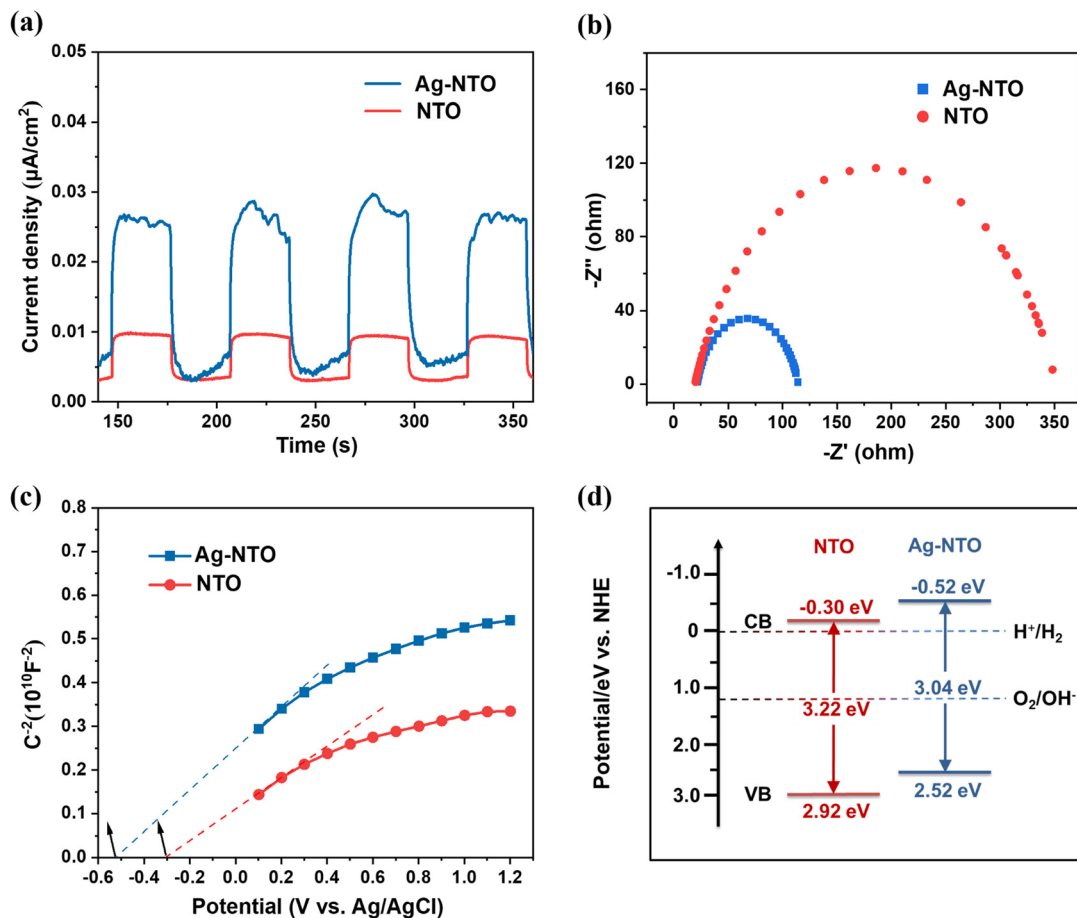 (a)
0.05
0.04
0.03
0.02
0.01
0.00
Current density (μA/cm²)
Ag-NTO
NTO
150
200
250
300
350
Time (s)
(b)
180
160
120
80
40
0
-Z'' (ohm)
Ag-NTO
NTO
0
50
100
150
200
250
300
350
-Z' (ohm)
(c)
0.8
0.7
0.6
0.5
0.4
0.3
0.2
0.1
0.0
C⁻²(10¹⁰F⁻²)
Ag-NTO
NTO
-0.6
-0.4
-0.2
0.0
0.2
0.4
0.6
0.8
1.0
1.2
Potential (V vs. Ag/AgCl)
(d)
Potential/eV vs. NHE
NTO
Ag-NTO
-1.0
0
1.0
2.0
3.0
CB
VB
-0.30 eV
-0.52 eV
H⁺/H₂
3.04 eV
O₂/OH⁻
3.22 eV
2.52 eV
2.92 eV